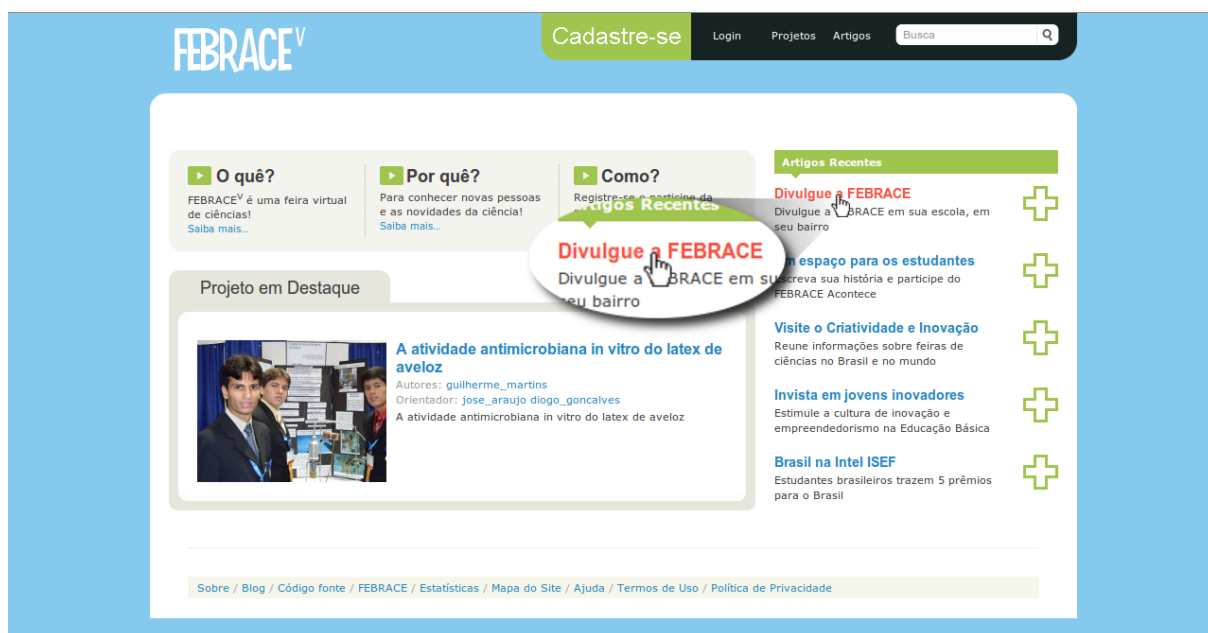 FEBRACE V
Cadastre-se
Login
Projetos
Artigos
Busca
O quê?
FEBRACE V é uma feira virtual
de ciências!
Saiba mais...
Por quê?
Para conhecer novas pessoas
e as novidades da ciência!
Saiba mais...
Como?
Registre-se e participe da
Artigos Recentes
Divulgue a FEBRACE
Divulgue a BRACE em su
seu bairro
Projeto em Destaque
A atividade antimicrobiana in vitro do latex de
aveloz
Autores: guilherme_martins
Orientador: jose_araujo diogo_goncalves
A atividade antimicrobiana in vitro do latex de aveloz
Artigos Recentes
Divulgue a FEBRACE
Divulgue a BRACE em sua escola, em
seu bairro
espaço para os estudantes
screva sua história e participe do
FEBRACE Acontece
Visite o Criatividade e Inovação
Reune informações sobre feiras de
ciências no Brasil e no mundo
Invista em jovens inovadores
Estimule a cultura de inovação e
empreendedorismo na Educação Básica
Brasil na Intel ISEF
Estudantes brasileiros trazem 5 prêmios
para o Brasil
Sobre / Blog / Código fonte / FEBRACE / Estatísticas / Mapa do Site / Ajuda / Termos de Uso / Política de Privacidade